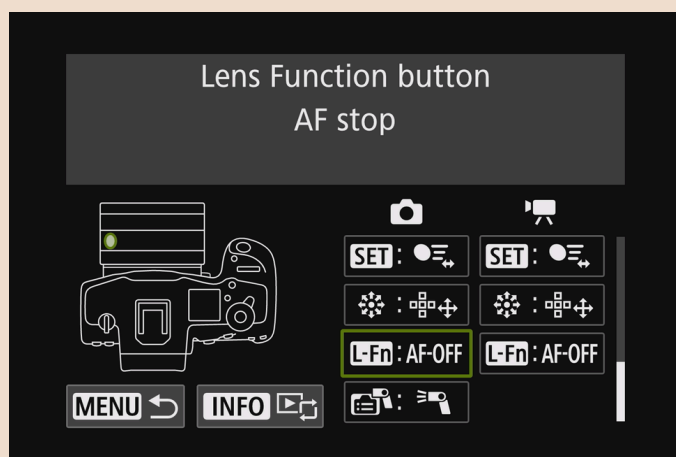 Lens Function button
AF stop
SET : SET :
: :
L-Fn : AF-OFF L-Fn : AF-OFF
MENU INFO :